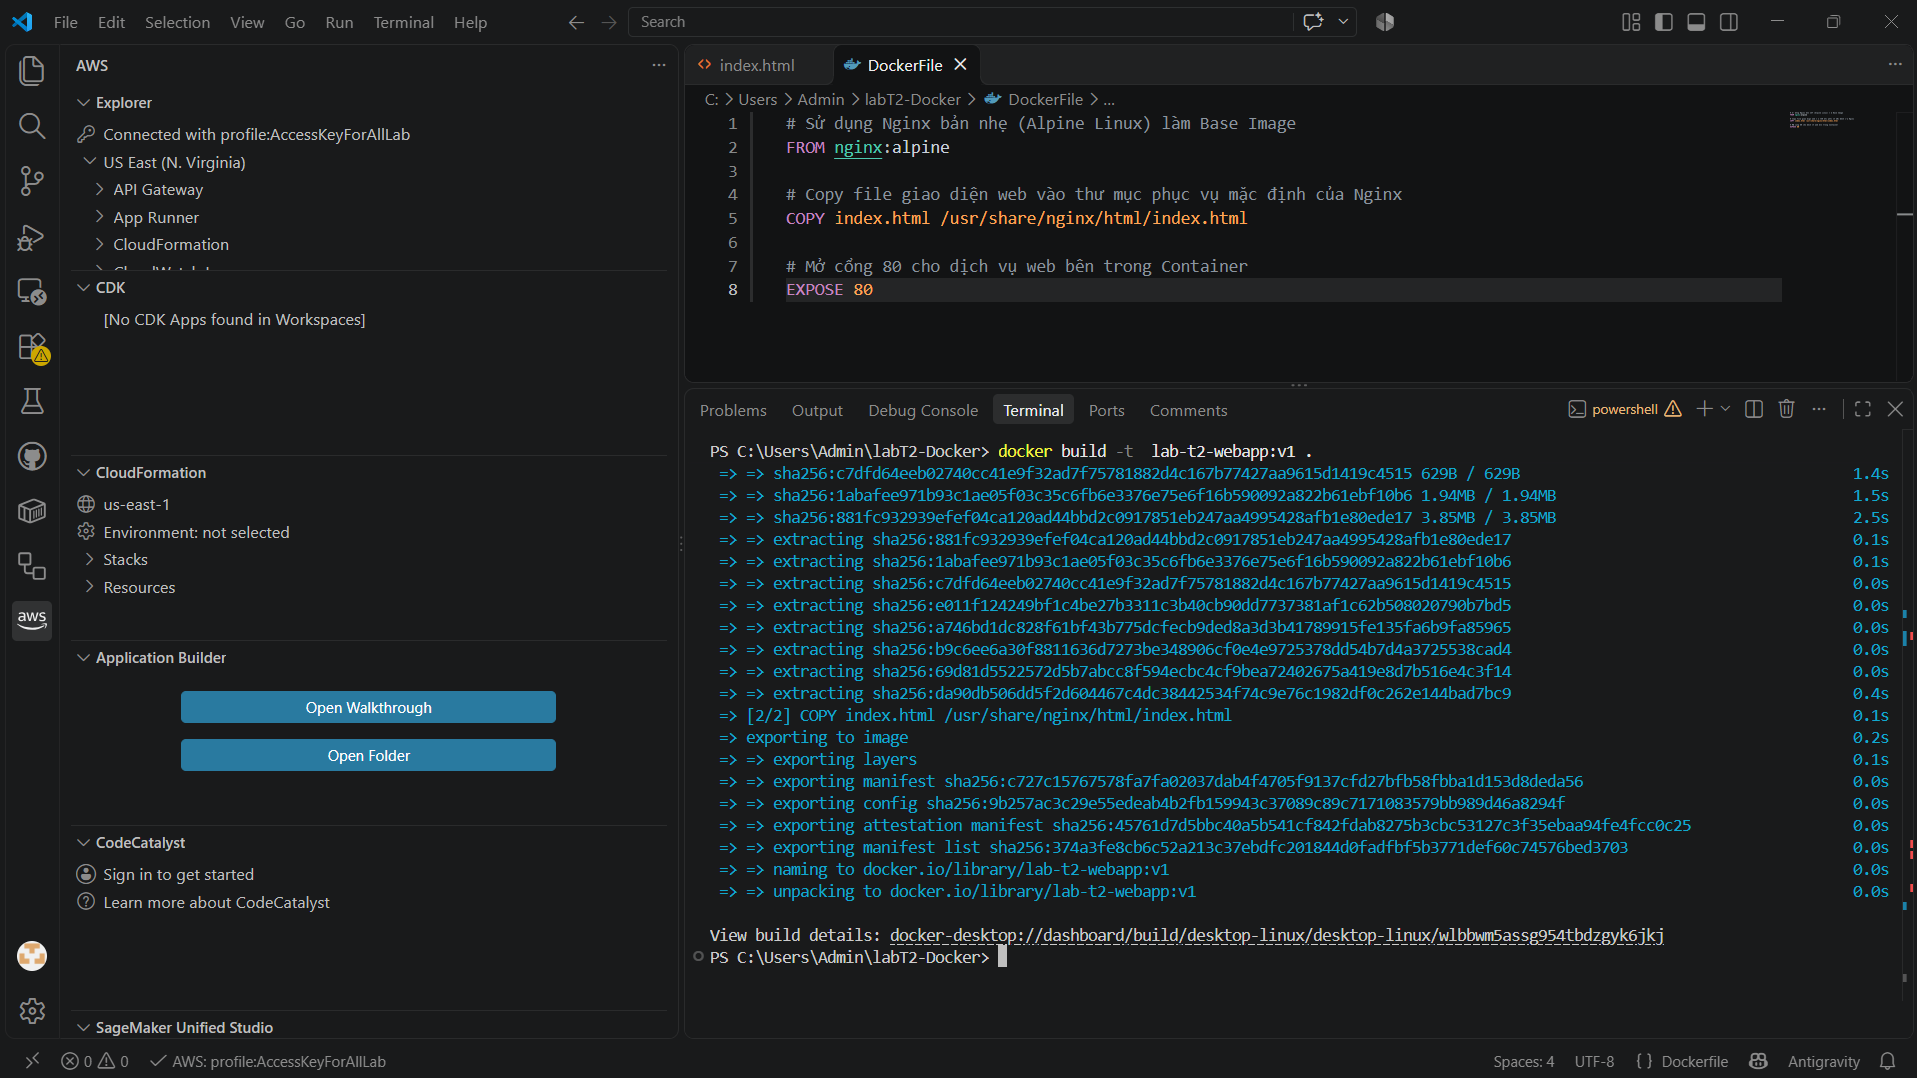 File Edit Selection View Go Run Terminal Help
Search
AWS
Explorer
Connected with profile:AccessKeyForAllLab
US East (N. Virginia)
API Gateway
App Runner
CloudFormation
CDK
[No CDK Apps found in Workspaces]
CloudFormation
us-east-1
Environment: not selected
Stacks
Resources
aws
Application Builder
Open Walkthrough
Open Folder
CodeCatalyst
Sign in to get started
Learn more about CodeCatalyst
SageMaker Unified Studio
index.html DockerFile
C: > Users > Admin > labT2-Docker > DockerFile > ...
1 # Sử dụng Nginx bản nhẹ (Alpine Linux) làm Base Image
2 FROM nginx:alpine
3
4 # Copy file giao diện web vào thư mục phục vụ mặc định của Nginx
5 COPY index.html /usr/share/nginx/html/index.html
6
7 # Mở cổng 80 cho dịch vụ web bên trong Container
8 EXPOSE 80
Problems Output Debug Console Terminal Ports Comments
powershell
PS C:\Users\Admin\labT2-Docker> docker build -t  lab-t2-webapp:v1 .
=> => sha256:c7dfd64eeb02740cc41e9f32ad7f75781882d4c167b77427aa9615d1419c4515 629B / 629B 1.4s
=> => sha256:1abafee971b93c1ae05f03c35c6fb6e3376e75e6f16b590092a822b61ebf10b6 1.94MB / 1.94MB 1.5s
=> => sha256:881fc932939efef04ca120ad44bbd2c0917851eb247aa4995428afb1e80ede17 3.85MB / 3.85MB 2.5s
=> => extracting sha256:881fc932939efef04ca120ad44bbd2c0917851eb247aa4995428afb1e80ede17 0.1s
=> => extracting sha256:1abafee971b93c1ae05f03c35c6fb6e3376e75e6f16b590092a822b61ebf10b6 0.1s
=> => extracting sha256:c7dfd64eeb02740cc41e9f32ad7f75781882d4c167b77427aa9615d1419c4515 0.0s
=> => extracting sha256:e011f124249bf1c4be27b3311c3b40cb90dd7737381af1c62b508020790b7bd5 0.0s
=> => extracting sha256:a746bd1dc828f61bf43b775dcfecb9ded8a3d3b41789915fe135fa6b9fa85965 0.0s
=> => extracting sha256:b9c6ee6a30f8811636d7273be348906cf0e4e9725378dd54b7d4a3725538cad4 0.0s
=> => extracting sha256:69d81d5522572d5b7abcc8f594ecbc4cf9bea72402675a419e8d7b516e4c3f14 0.0s
=> => extracting sha256:da90db506dd5f2d604467c4dc38442534f74c9e76c1982df0c262e144bad7bc9 0.4s
=> [2/2] COPY index.html /usr/share/nginx/html/index.html 0.1s
=> exporting to image 0.2s
=> => exporting layers 0.1s
=> => exporting manifest sha256:c727c15767578fa7fa02037dab4f4705f9137cfd27bfb58fbba1d153d8deda56 0.0s
=> => exporting config sha256:9b257ac3c29e55edeab4b2fb159943c37089c89c7171083579bb989d46a8294f 0.0s
=> => exporting attestation manifest sha256:45761d7d5bbc40a5b541cf842fdab8275b3cbc53127c3f35ebaa94fe4fcc0c25 0.0s
=> => exporting manifest list sha256:374a3fe8cb6c52a213c37ebdfc201844d0fadfbf5b3771def60c74576bed3703 0.0s
=> => naming to docker.io/library/lab-t2-webapp:v1 0.0s
=> => unpacking to docker.io/library/lab-t2-webapp:v1 0.0s
View build details: docker-desktop://dashboard/build/desktop-linux/desktop-linux/wlbbwm5assg954tbdzgyk6jkj
PS C:\Users\Admin\labT2-Docker>
0 0 AWS: profile:AccessKeyForAllLab Spaces: 4 UTF-8 {} Dockerfile Antigravity